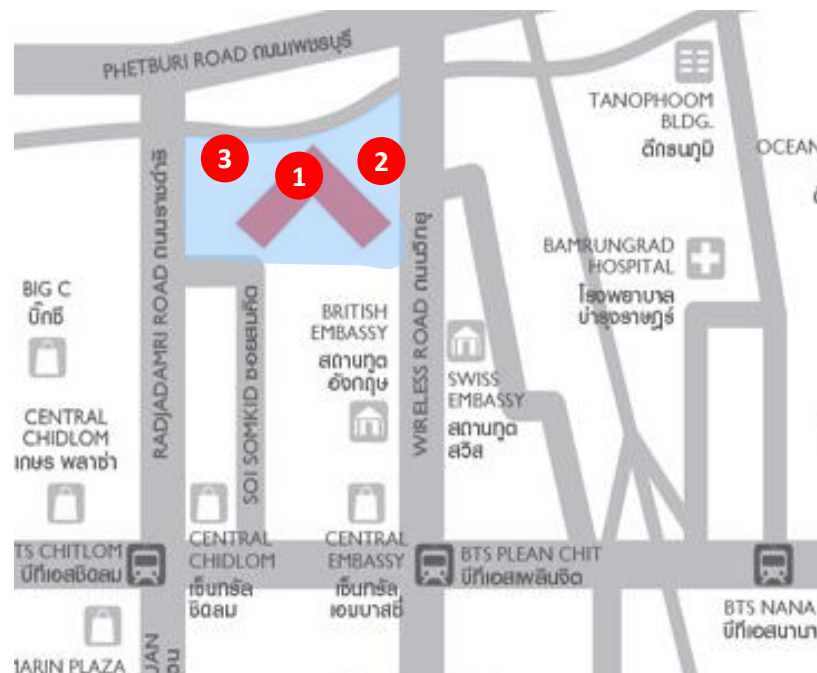 PHETBURI ROAD ถนนเพชรบุรี
TANOPHOOM
BLDG.
ตึกธนภูมิ
OCEAN
3
1
2
RADJADAMRI ROAD ถนนราชดำริ
WIRELESS ROAD ถนนวิทยุ
BAMRUNGRAD
HOSPITAL
โรงพยาบาล
บำรุงราษฎร์
BIG C
บิ๊กซี
SOI SOMKID ซอยสมคิด
BRITISH
EMBASSY
สถานทูต
อังกฤษ
SWISS
EMBASSY
สถานทูต
สวิส
CENTRAL
CHIDLOM
เกษร พลาซ่า
TS CHITLOM
บีทีเอสชิดลม
CENTRAL
CHIDLOM
เซ็นทรัล
ชิดลม
CENTRAL
EMBASSY
เซ็นทรัล
เอมบาสซี่
BTS PLEAN CHIT
บีทีเอสเพลินจิต
BTS NANA
บีทีเอสนานา
MARIN PLAZA
UAN